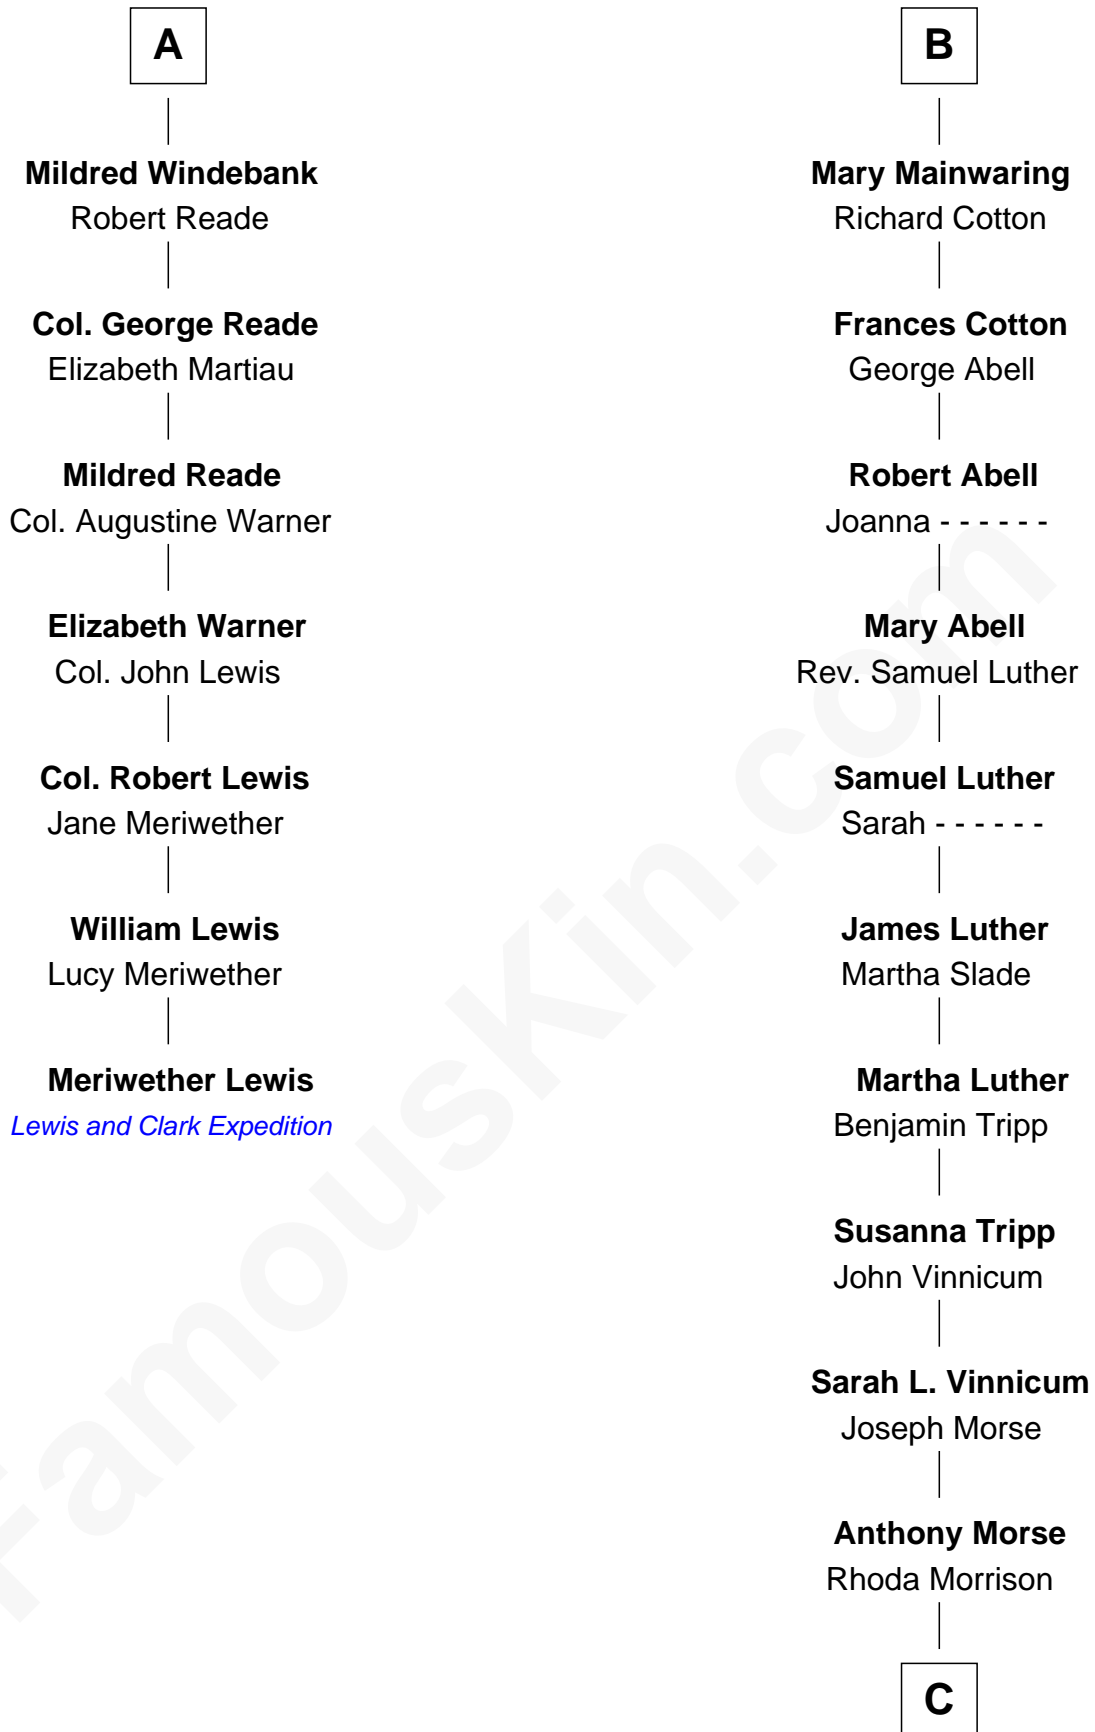 A
Mildred Windebank
Robert Reade
Col. George Reade
Elizabeth Martiau
Mildred Reade
Col. Augustine Warner
Elizabeth Warner
Col. John Lewis
Col. Robert Lewis
Jane Meriwether
William Lewis
Lucy Meriwether
Meriwether Lewis
Lewis and Clark Expedition
B
Mary Mainwaring
Richard Cotton
Frances Cotton
George Abell
Robert Abell
Joanna - - - - - -
Mary Abell
Rev. Samuel Luther
Samuel Luther
Sarah - - - - - -
James Luther
Martha Slade
Martha Luther
Benjamin Tripp
Susanna Tripp
John Vinnicum
Sarah L. Vinnicum
Joseph Morse
Anthony Morse
Rhoda Morrison
C
FamousKin.com